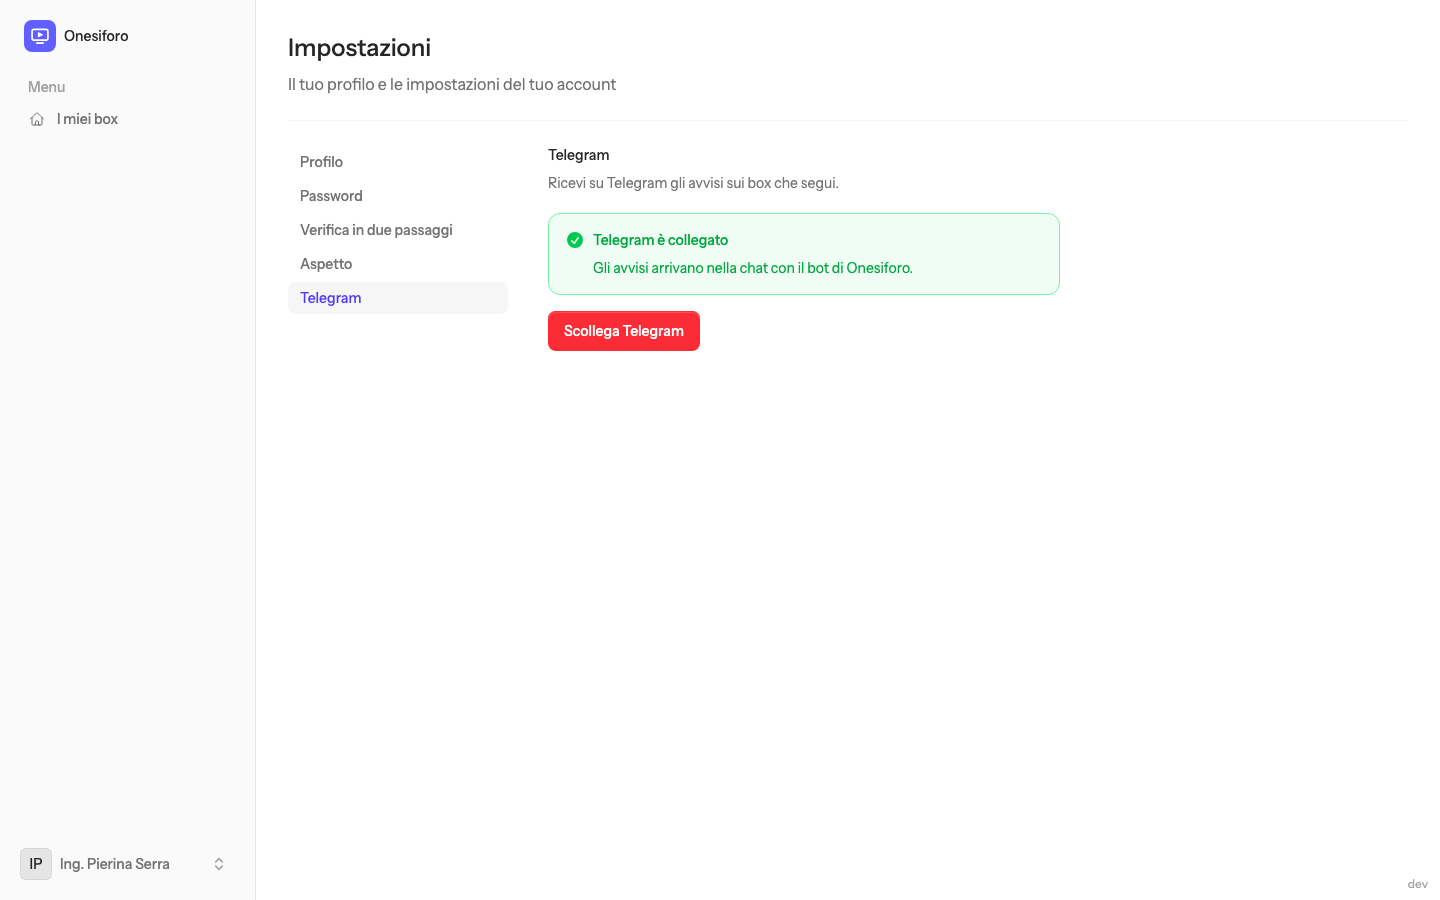 Onesiforo
Menu
I miei box
Impostazioni
Il tuo profilo e le impostazioni del tuo account
Profilo
Password
Verifica in due passaggi
Aspetto
Telegram
Telegram
Ricevi su Telegram gli avvisi sui box che segui.
Telegram è collegato
Gli avvisi arrivano nella chat con il bot di Onesiforo.
Scollega Telegram
IP
Ing. Pierina Serra
dev